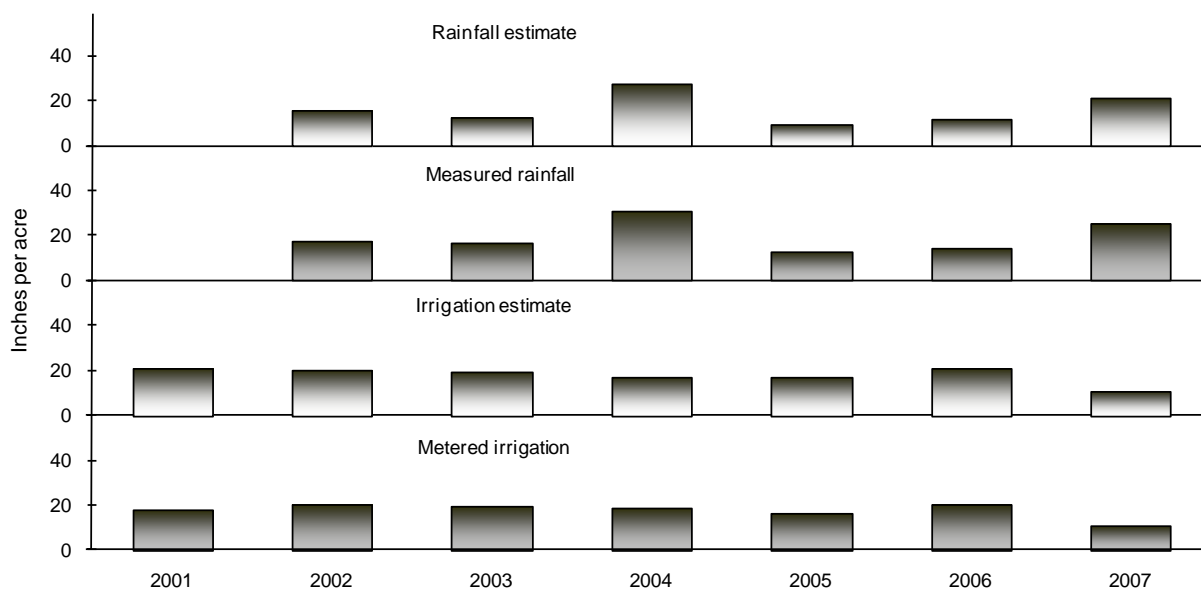 Rainfall estimate
40
20
0
Measured rainfall
40
20
0
Irrigation estimate
40
20
0
Metered irrigation
40
20
0
Inches per acre
2001 2002 2003 2004 2005 2006 2007